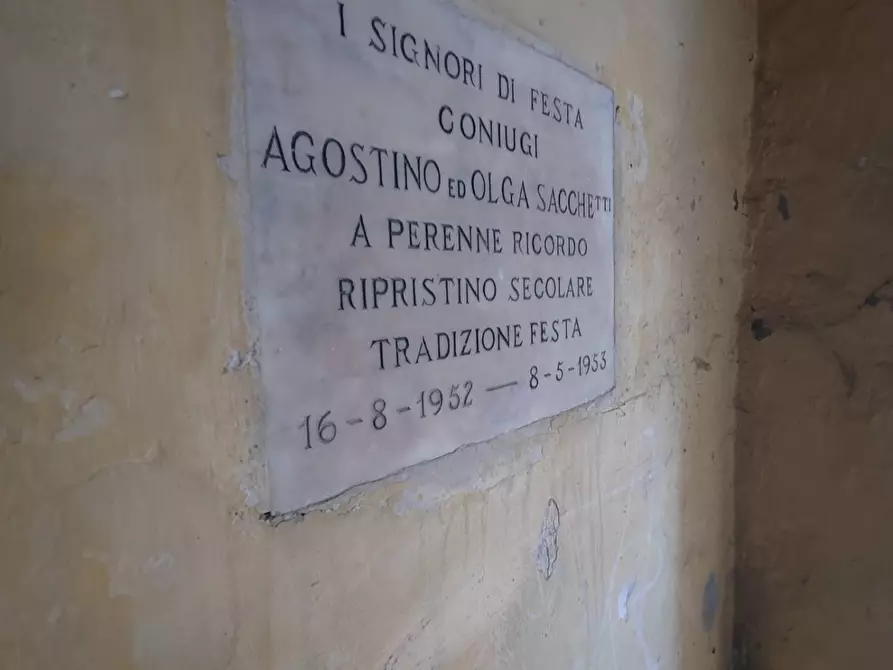 I SIGNORI DI FESTA
CONIUGI
AGOSTINO ED OLGA SACCHETTI
A PERENNE RICORDO
RIPRISTINO SECOLARE
TRADIZIONE FESTA
16-8-1952 — 8-5-1953